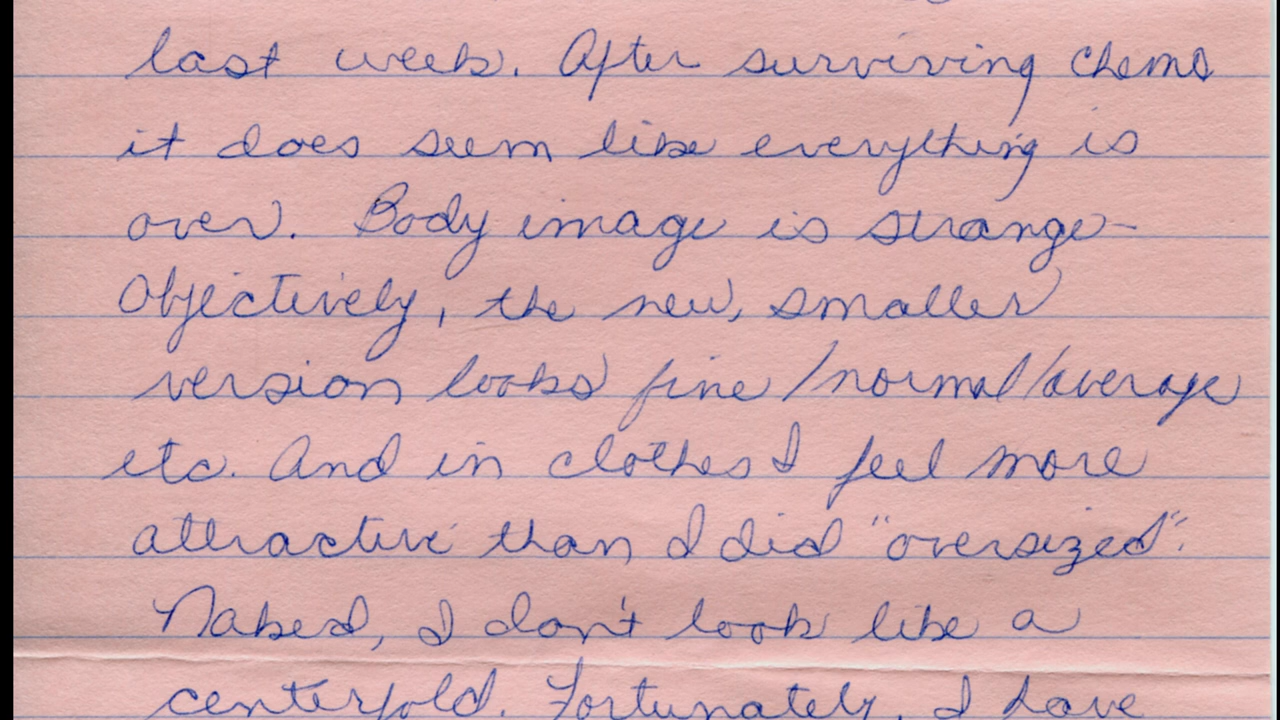 last week. After surviving chemo
it does seem like everything is
over. Body image is strange-
Objectively, the new, smaller
version looks fine/normal/average
etc. And in clothes I feel more
attractive than I did "oversized".
Naked, I don't look like a
centerfold. Fortunately, I have